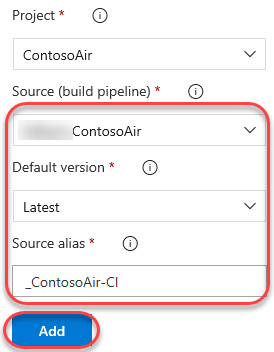 Project *
ContosoAir
Source (build pipeline) *
ContosoAir
Default version *
Latest
Source alias *
_ContosoAir-CI
Add